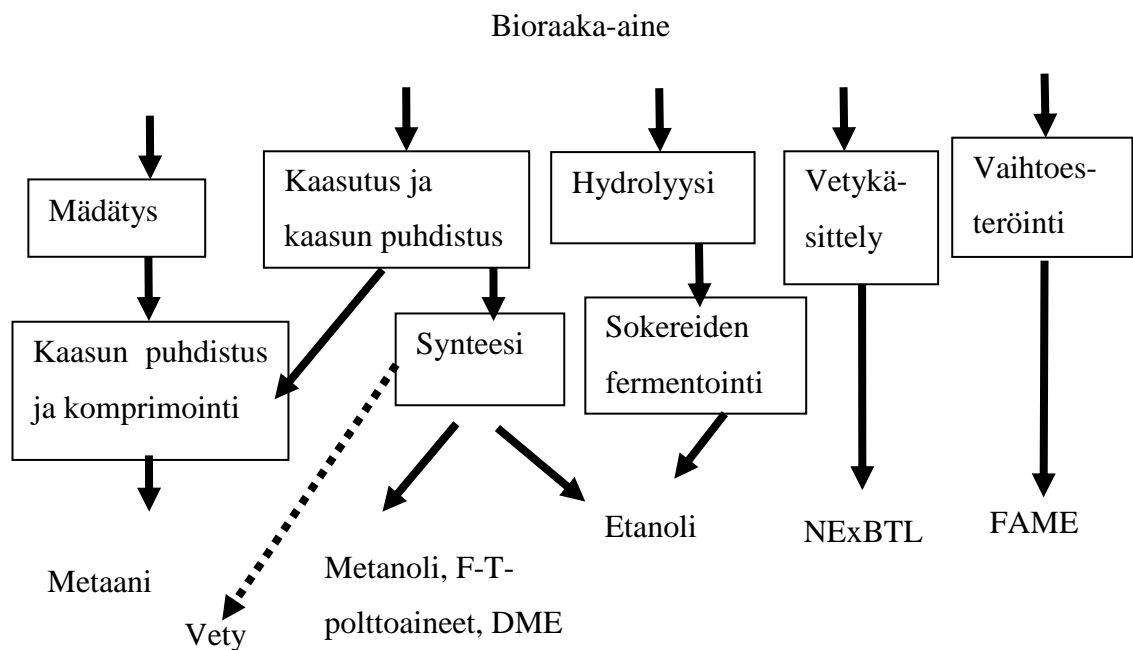 Bioraaka-aine
Mädätys
Kaasutus ja
kaasun puhdistus
Hydrolyysi
Vetykä-
sittely
Vaihtoes-
teröinti
Kaasun puhdistus
ja komprimointi
Synteesi
Sokereiden
fermentointi
Metaani
Vety
Metanoli, F-T-
polttoaineet, DME
Etanoli
NExBTL
FAME